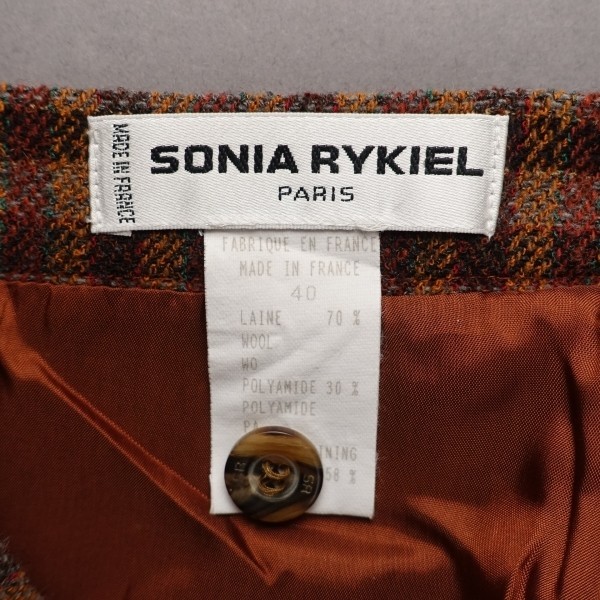 MADE IN FRANCE
SONIA RYKIEL
PARIS
FABRIQUE EN FRANCE
MADE IN FRANCE
40
LAINE 70 %
WOOL
WO
POLYAMIDE 30 %
POLYAMIDE
PA
58 %
SR